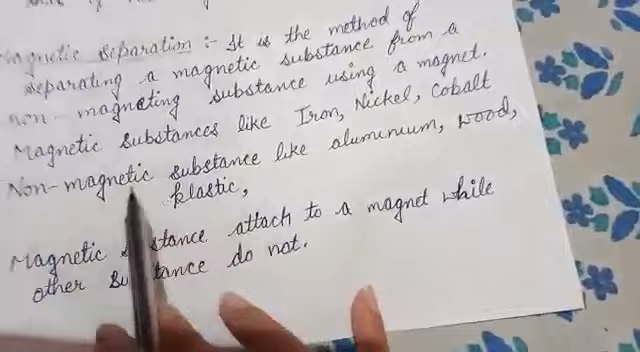 Magnetic separation :- It is the method of
separating a magnetic substance from a
non-magneting substance using a magnet.
Magnetic substances like Iron, Nickel, Cobalt
Non-magnetic substance like aluminium, wood,
plastic,
Magnetic stance attach to a magnet while
other su tance do not.